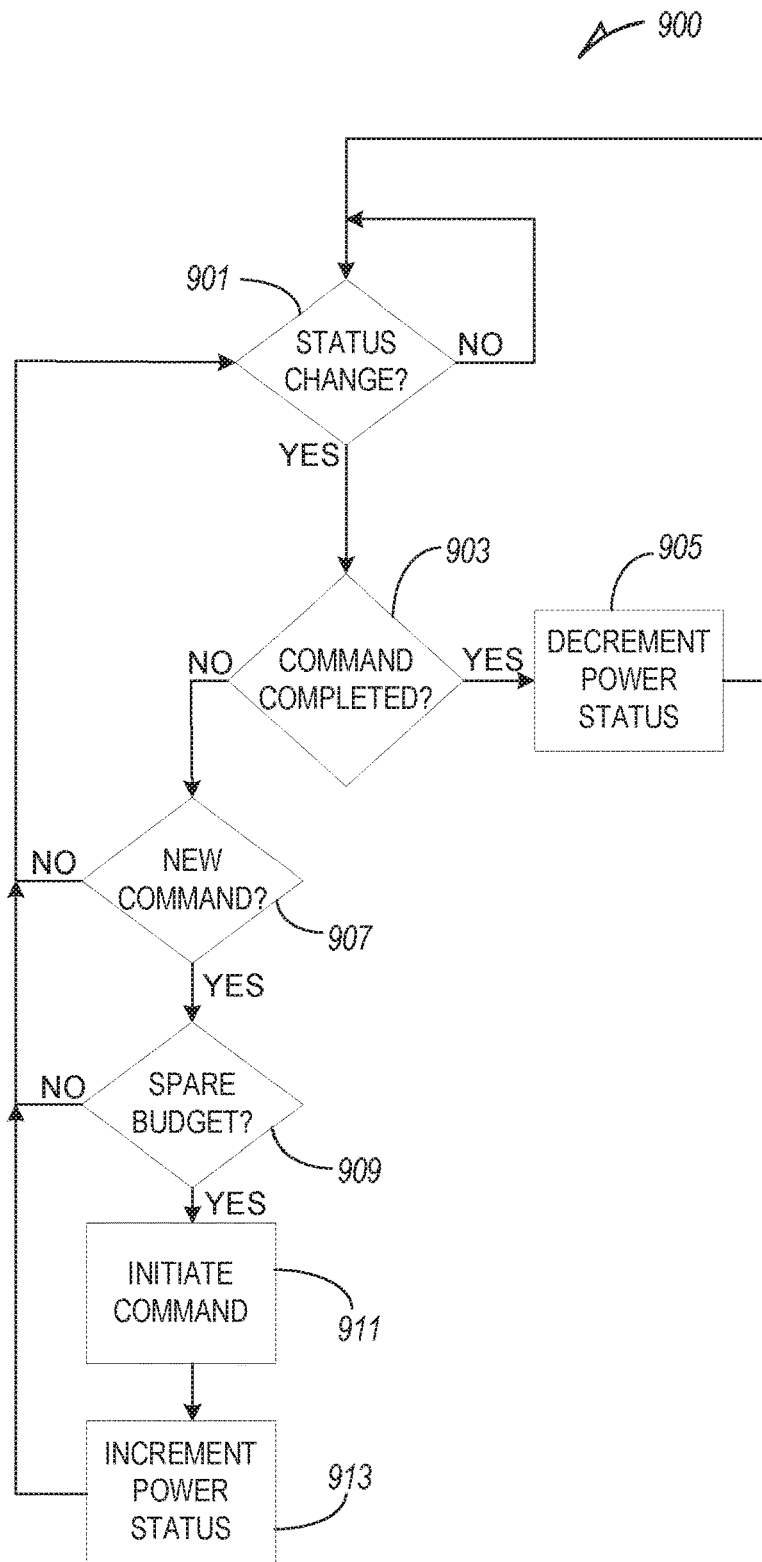 900
901
STATUS
CHANGE?
NO
YES
903
905
NO
COMMAND
COMPLETED?
YES
DECREMENT
POWER
STATUS
NO
NEW
COMMAND?
907
YES
NO
SPARE
BUDGET?
909
YES
INITIATE
COMMAND
911
INCREMENT
POWER
STATUS
913